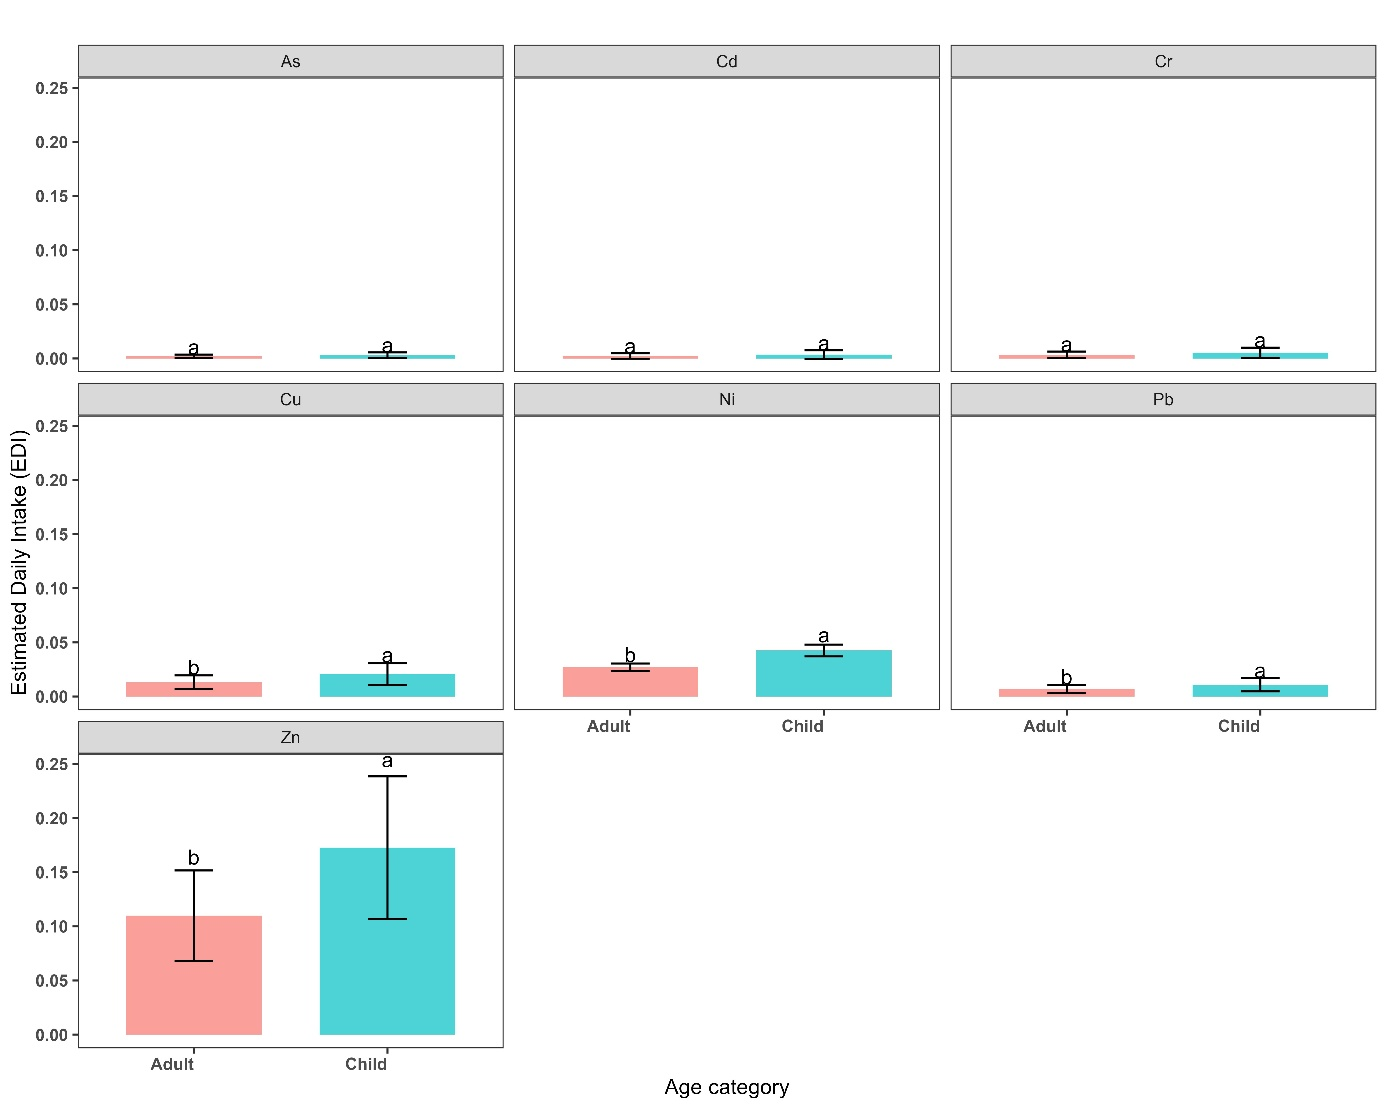 As Cd Cr
0.25
0.20
0.15
0.10
0.05
0.00
a a a a a a
Cu Ni Pb
0.25
0.20
0.15
0.10
0.05
0.00
b a b a b a
Adult Child Adult Child
Zn
0.25
0.20
0.15
0.10
0.05
0.00
b a
Adult Child
Estimated Daily Intake (EDI)
Age category